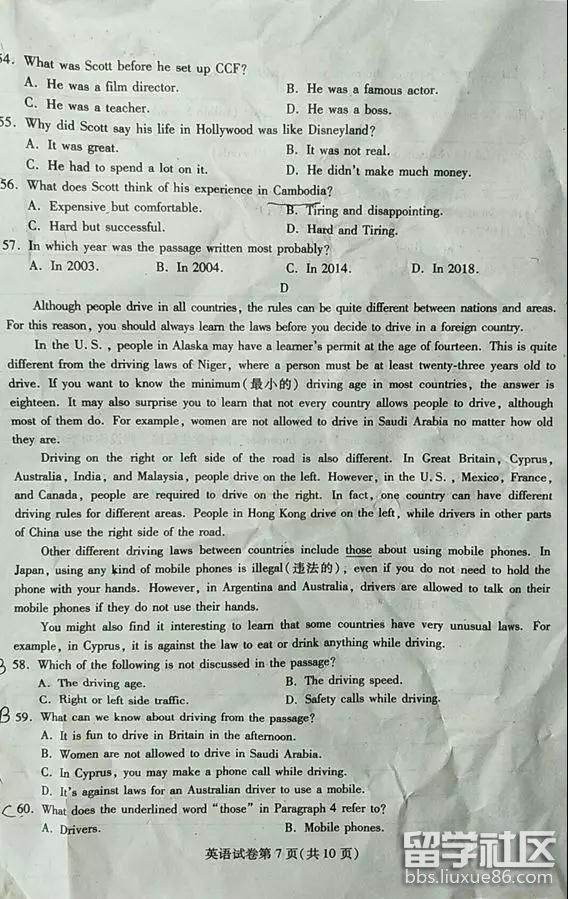 54. What was Scott before he set up CCF?
A. He was a film director. B. He was a famous actor.
C. He was a teacher. D. He was a boss.
55. Why did Scott say his life in Hollywood was like Disneyland?
A. It was great. B. It was not real.
C. He had to spend a lot on it. D. He didn't make much money.
56. What does Scott think of his experience in Cambodia?
A. Expensive but comfortable. B. Tiring and disappointing.
C. Hard but successful. D. Hard and Tiring.
57. In which year was the passage written most probably?
A. In 2003. B. In 2004. C. In 2014. D. In 2018.
D
Although people drive in all countries, the rules can be quite different between nations and areas.
For this reason, you should always learn the laws before you decide to drive in a foreign country.
In the U.S., people in Alaska may have a learner's permit at the age of fourteen. This is quite
different from the driving laws of Niger, where a person must be at least twenty-three years old to
drive. If you want to know the minimum(最小的) driving age in most countries, the answer is
eighteen. It may also surprise you to learn that not every country allows people to drive, although
most of them do. For example, women are not allowed to drive in Saudi Arabia no matter how old
they are.
Driving on the right or left side of the road is also different. In Great Britain, Cyprus,
Australia, India, and Malaysia, people drive on the left. However, in the U.S., Mexico, France,
and Canada, people are required to drive on the right. In fact, one country can have different
driving rules for different areas. People in Hong Kong drive on the left, while drivers in other parts
of China use the right side of the road.
Other different driving laws between countries include those about using mobile phones. In
Japan, using any kind of mobile phones is illegal(违法的), even if you do not need to hold the
phone with your hands. However, in Argentina and Australia, drivers are allowed to talk on their
mobile phones if they do not use their hands.
You might also find it interesting to learn that some countries have very unusual laws. For
example, in Cyprus, it is against the law to eat or drink anything while driving.
B 58. Which of the following is not discussed in the passage?
A. The driving age. B. The driving speed.
C. Right or left side traffic. D. Safety calls while driving.
B 59. What can we know about driving from the passage?
A. It is fun to drive in Britain in the afternoon.
B. Women are not allowed to drive in Saudi Arabia.
C. In Cyprus, you may make a phone call while driving.
D. It's against laws for an Australian driver to use a mobile.
C 60. What does the underlined word "those" in Paragraph 4 refer to?
A. Drivers. B. Mobile phones.
英语试卷第 7 页(共 10 页)
留学社区
bbs.liuxue86.com